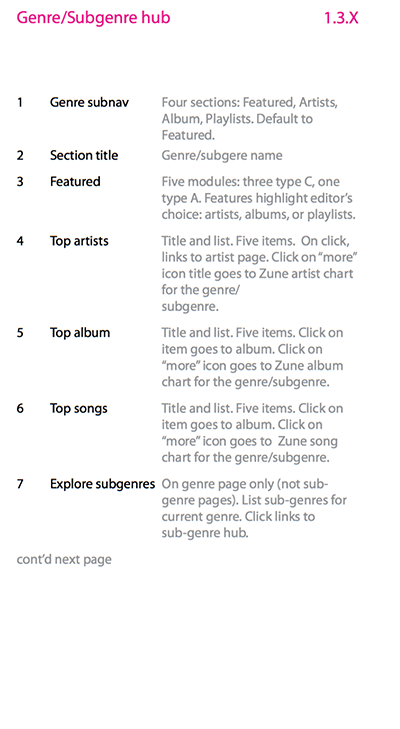 Genre/Subgenre hub 1.3.X
1 Genre subnav Four sections: Featured, Artists,
Album, Playlists. Default to
Featured.
2 Section title Genre/subgere name
3 Featured Five modules: three type C, one
type A. Features highlight editor's
choice: artists, albums, or playlists.
4 Top artists Title and list. Five items. On click,
links to artist page. Click on “more”
icon title goes to Zune artist chart
for the genre/
subgenre.
5 Top album Title and list. Five items. Click on
item goes to album. Click on
“more” icon goes to Zune album
chart for the genre/subgenre.
6 Top songs Title and list. Five items. Click on
item goes to album. Click on
“more” icon goes to Zune song
chart for the genre/subgenre.
7 Explore subgenres On genre page only (not sub-
genre pages). List sub-genres for
current genre. Click links to
sub-genre hub.
cont'd next page